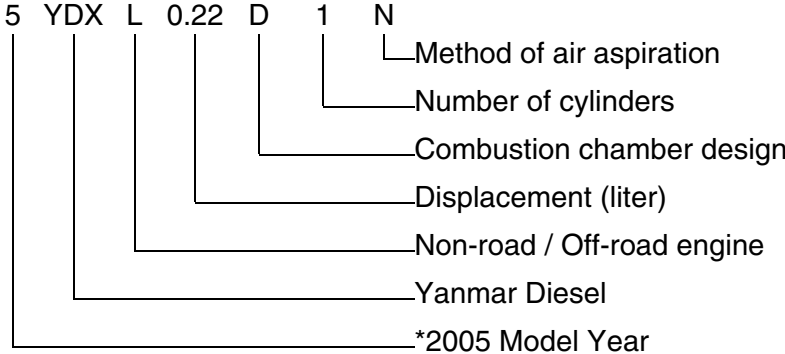 5 YDX L 0.22 D 1 N
Method of air aspiration
Number of cylinders
Combustion chamber design
Displacement (liter)
Non-road / Off-road engine
Yanmar Diesel
*2005 Model Year